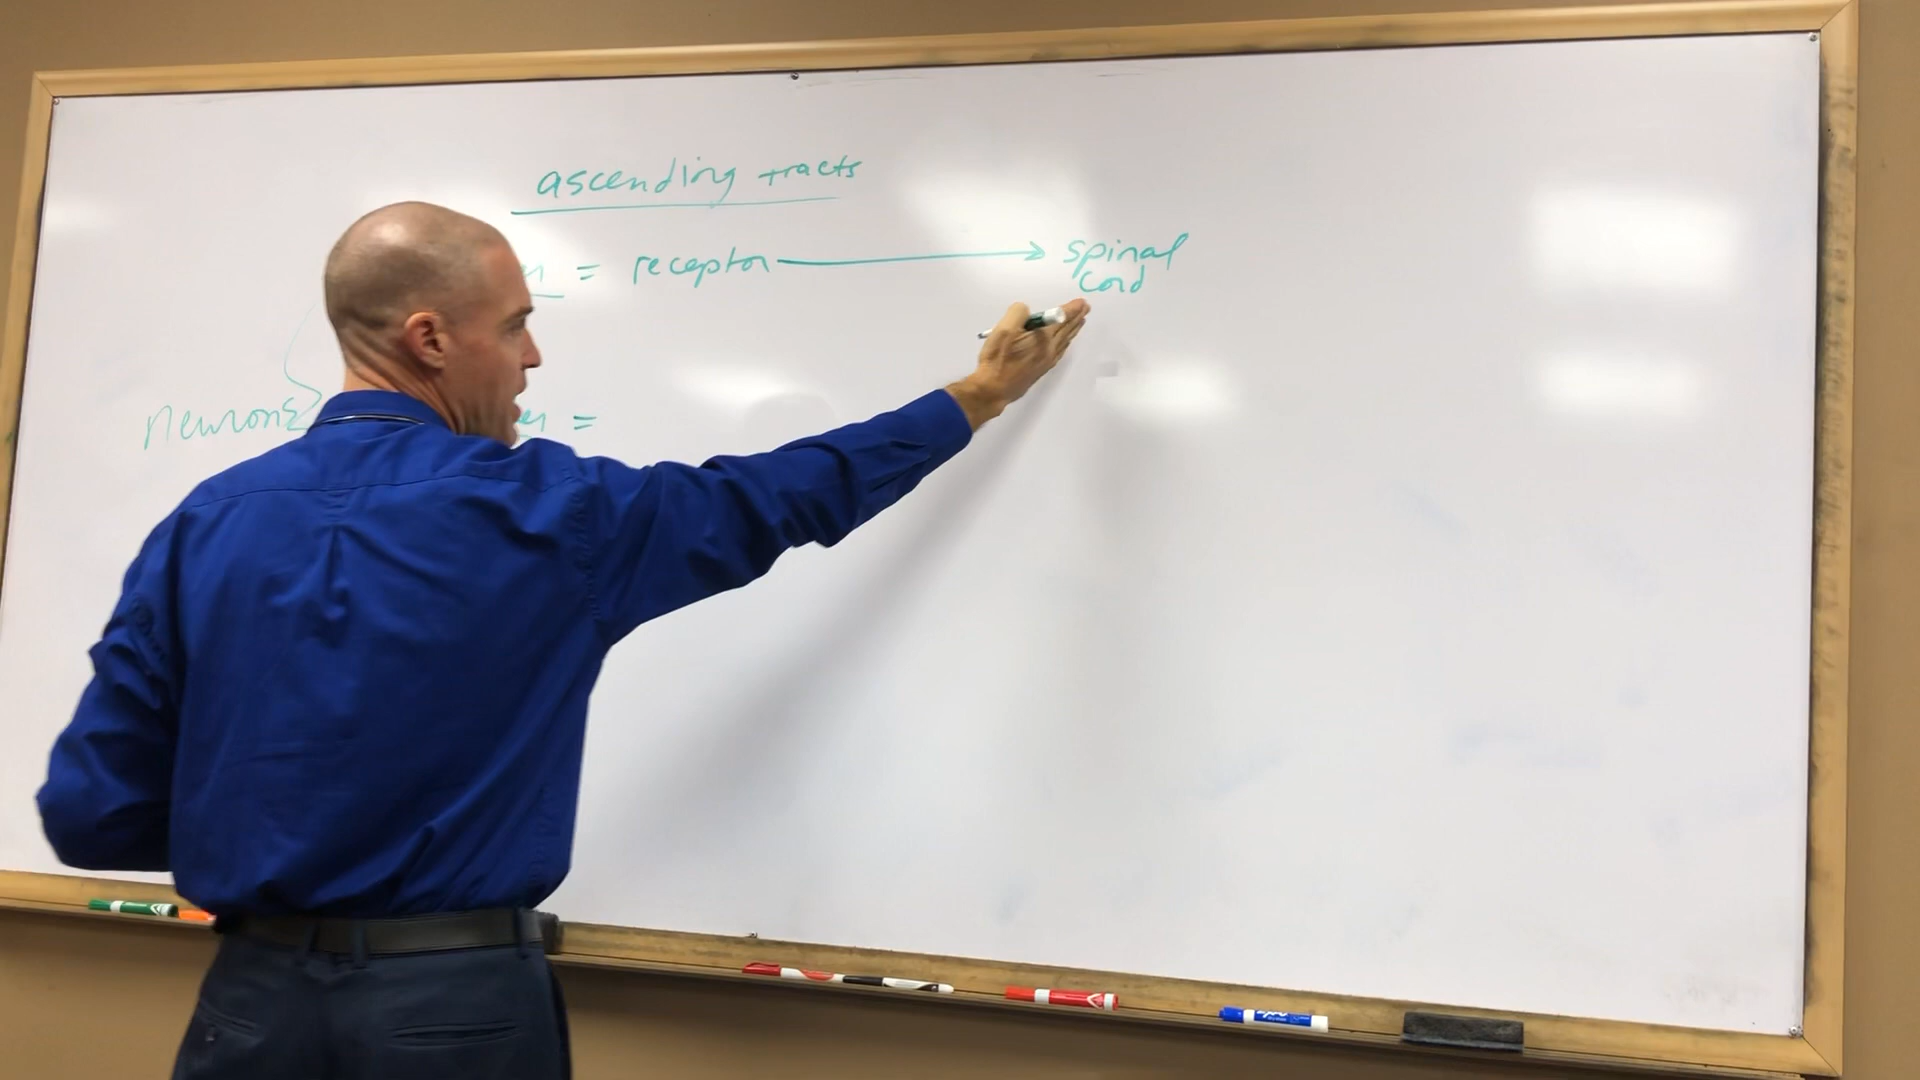 ascending tracts
= receptor → spinal
cord
neurons
=